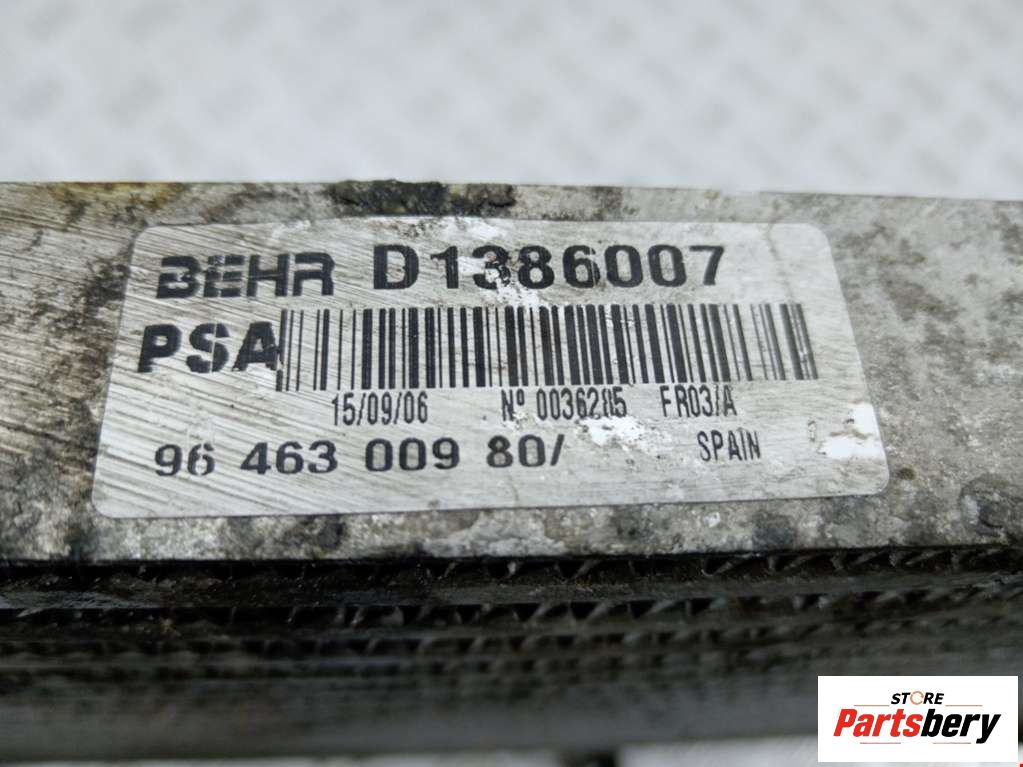 BEHR D1386007
PSA
15/09/06 Nº 0036285 FR03/A
96 463 009 80/ SPAIN
STORE
Partsbery